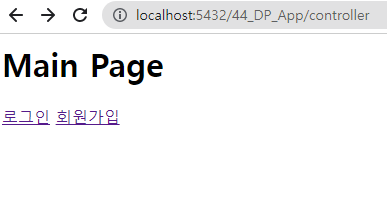 localhost:5432/44_DP_App/controller
Main Page
로그인 회원가입